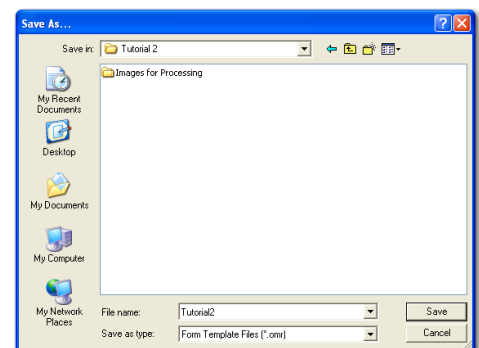 Save As...
Save in:
Tutorial 2
Images for Processing
My Recent
Documents
Desktop
My Documents
My Computer
My Network
Places
File name:
Tutorial2
Save
Save as type:
Form Template Files (*.omr)
Cancel